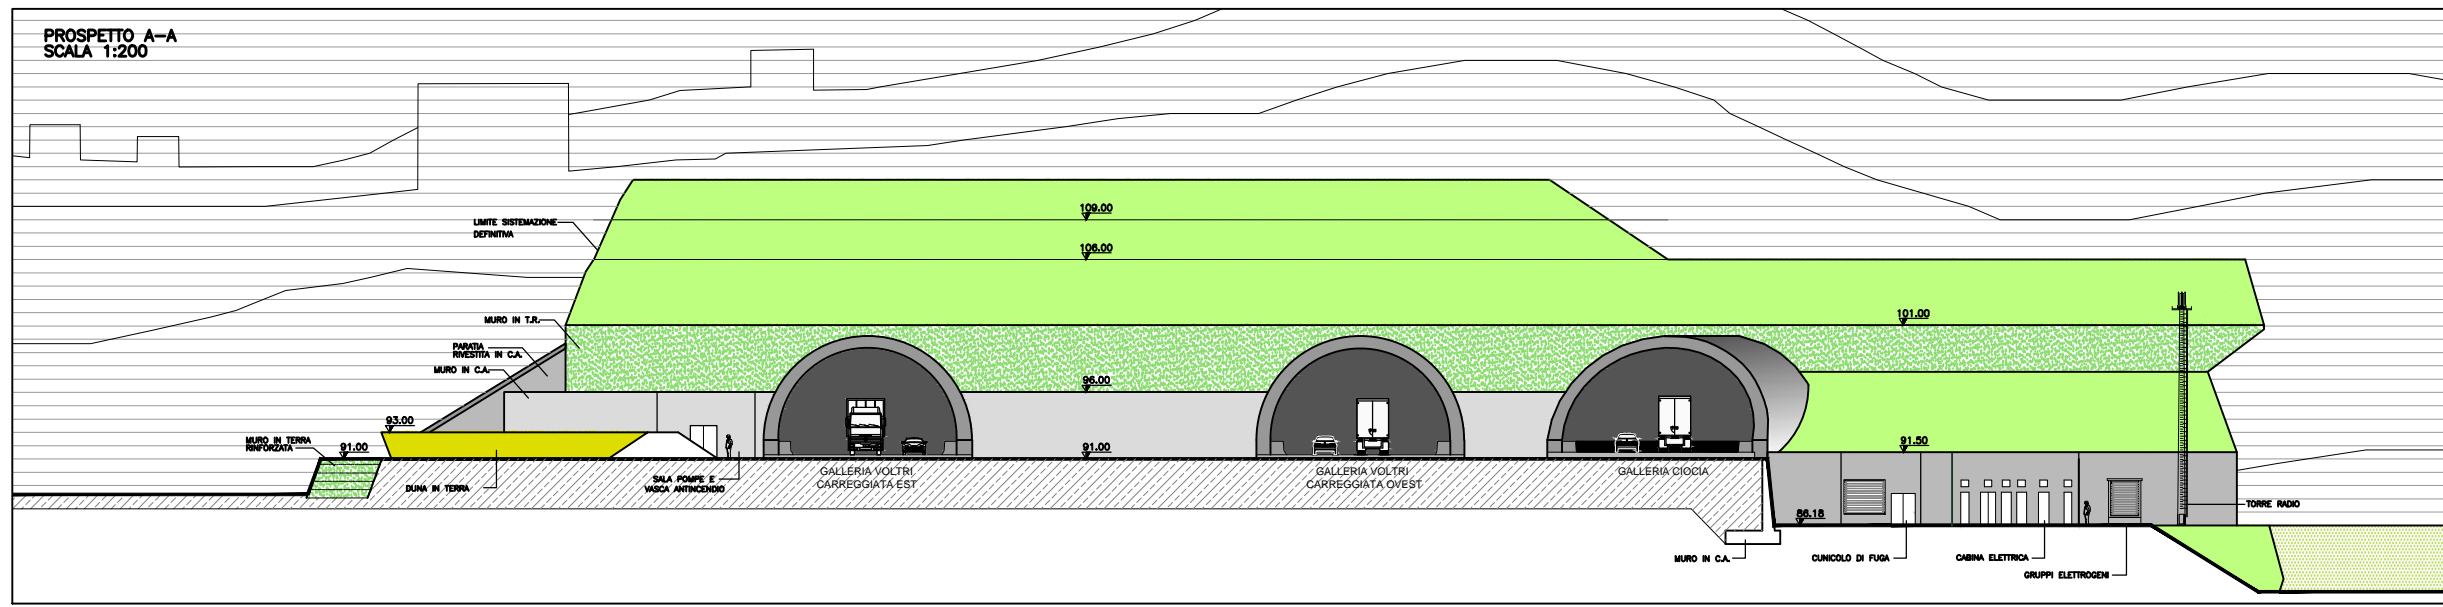 PROSPETTO A-A
SCALA 1:200
109.00
LIMITE SISTEMAZIONE
DEFINITIVA
106.00
101.00
MURO IN T.R.
PARATIA
RIVESTITA IN C.A.
MURO IN C.A.
96.00
93.00
MURO IN TERRA
RINFORZATA
91.00
91.00
91.50
DUNA IN TERRA
SALA POMPE E
VASCA ANTINCENDIO
GALLERIA VOLTRI
CARREGGIATA EST
GALLERIA VOLTRI
CARREGGIATA OVEST
GALLERIA CIOCIA
86.18
TORRE RADIO
MURO IN C.A.
CUNICOLO DI FUGA
CABINA ELETTRICA
GRUPPI ELETTROGENI